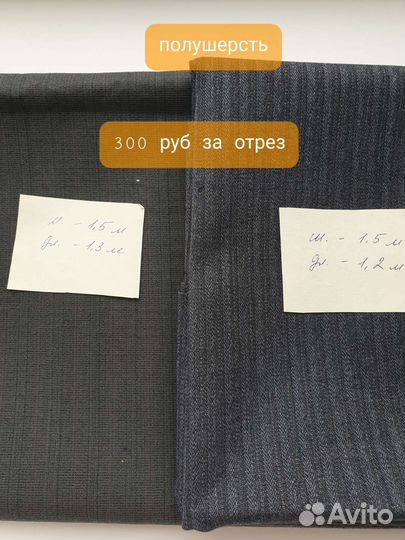 полушерсть
300 руб за отрез
ш. - 1,5 м
дл. - 1,3 м
ш. - 1,5 м
дл. - 1,2 м
Avito